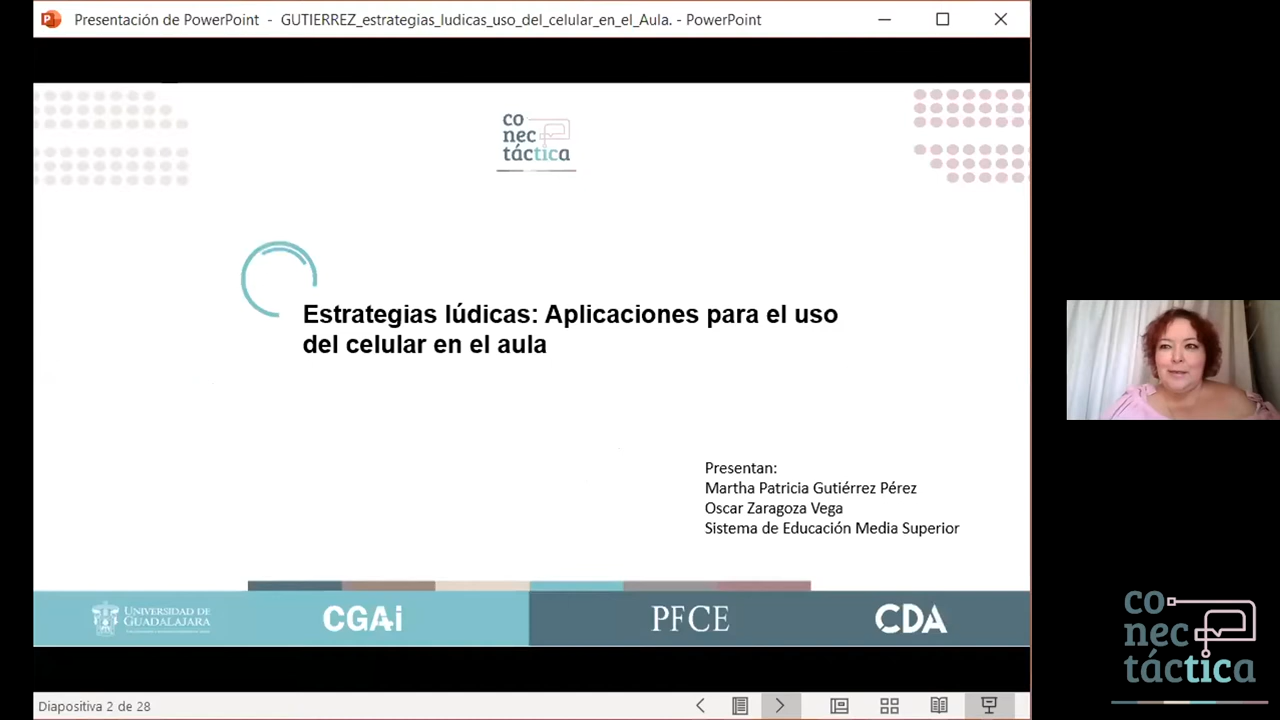 Presentación de PowerPoint - GUTIERREZ_estrategias_ludicas_uso_del_celular_en_el_Aula. - PowerPoint
co
nec
táctica
Estrategias lúdicas: Aplicaciones para el uso
del celular en el aula
Presentan:
Martha Patricia Gutiérrez Pérez
Oscar Zaragoza Vega
Sistema de Educación Media Superior
UNIVERSIDAD DE
GUADALAJARA
CGAi
PFCE
CDA
co
nec
táctica
Diapositiva 2 de 28